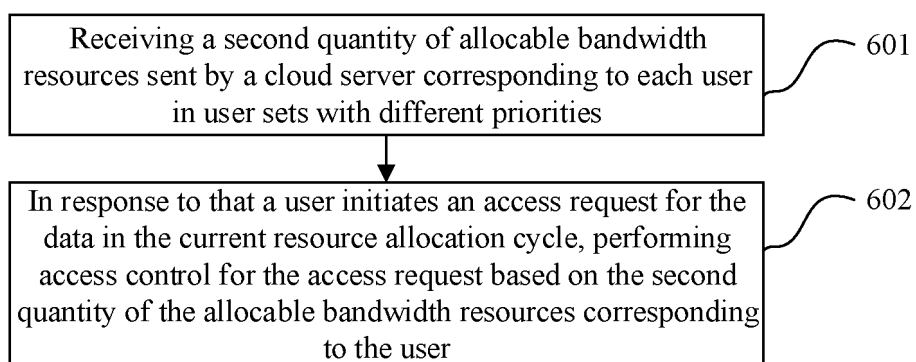 Receiving a second quantity of allocable bandwidth
resources sent by a cloud server corresponding to each user
in user sets with different priorities
601
In response to that a user initiates an access request for the
data in the current resource allocation cycle, performing
access control for the access request based on the second
quantity of the allocable bandwidth resources corresponding
to the user
602